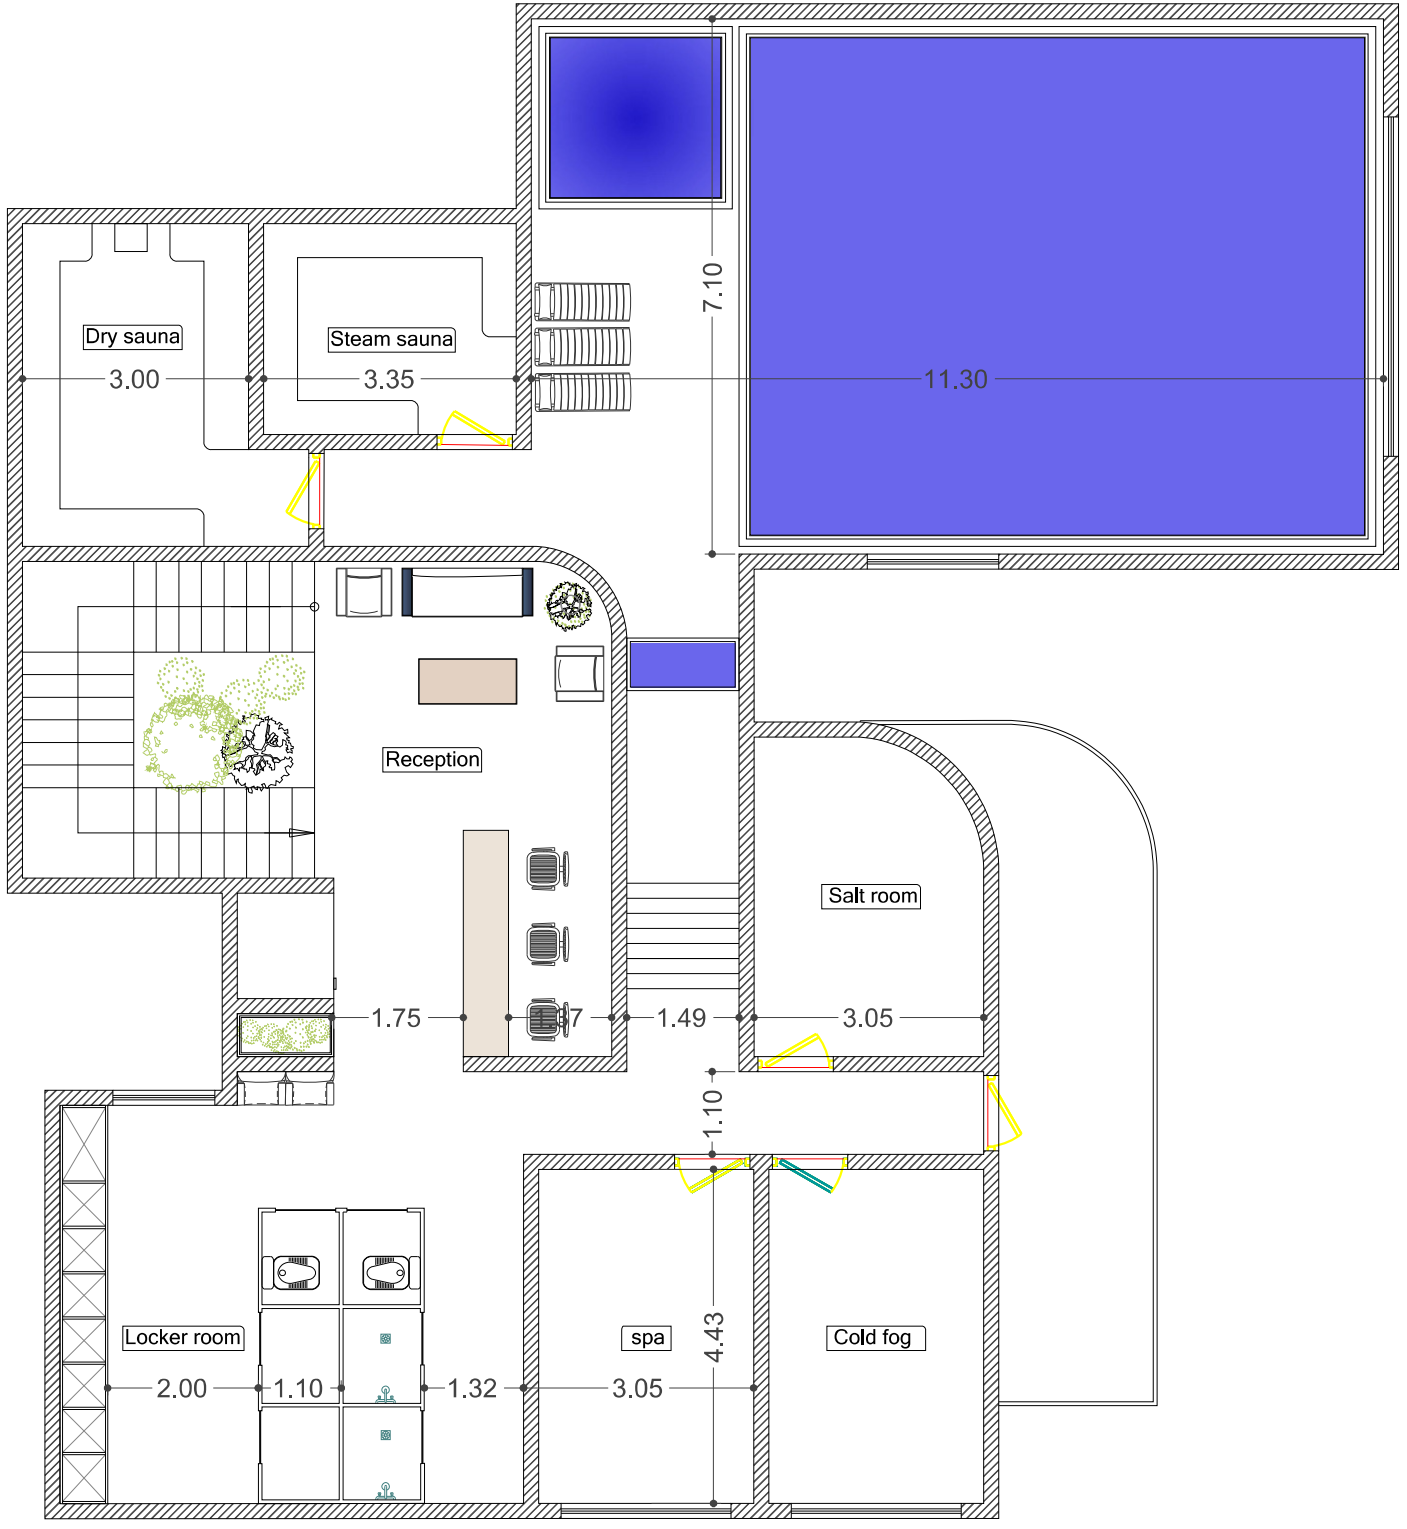 7.10
Dry sauna
Steam sauna
3.00
3.35
11.30
Reception
Salt room
1.75
1.49
3.05
1.10
Locker room
spa
4.43
Cold fog
2.00
1.10
1.32
3.05